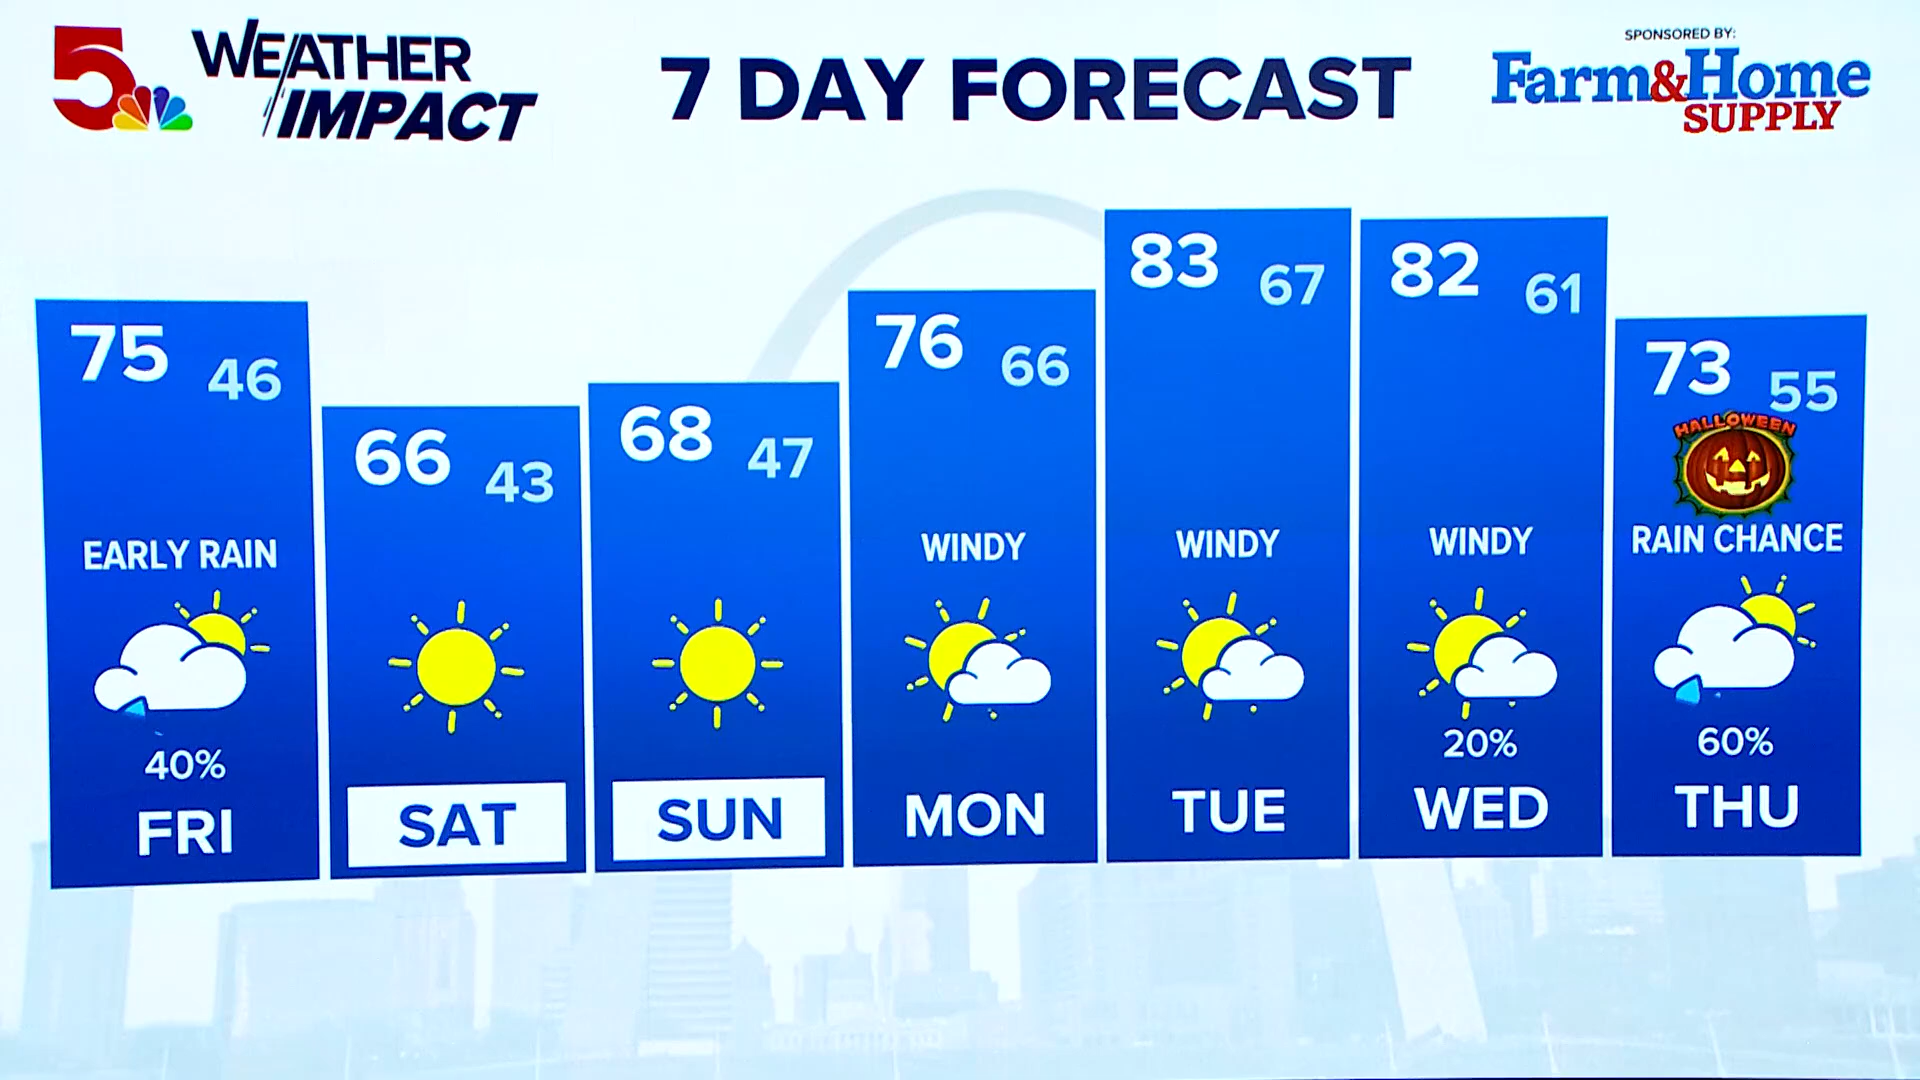 5 WEATHER IMPACT
7 DAY FORECAST
SPONSORED BY:
Farm&Home
SUPPLY
75 46
EARLY RAIN
40%
FRI
66 43
SAT
68 47
SUN
76 66
WINDY
MON
83 67
WINDY
TUE
82 61
WINDY
20%
WED
73 55
HALLOWEEN
RAIN CHANCE
60%
THU